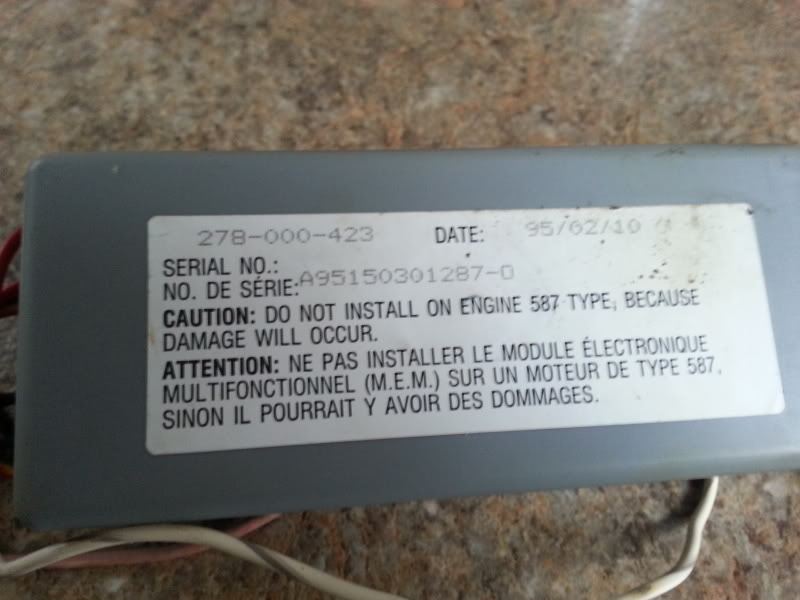 278-000-423 DATE: 95/02/10
SERIAL NO.:
NO. DE SÉRIE: A95150301287-0
CAUTION: DO NOT INSTALL ON ENGINE 587 TYPE, BECAUSE
DAMAGE WILL OCCUR.
ATTENTION: NE PAS INSTALLER LE MODULE ÉLECTRONIQUE
MULTIFONCTIONNEL (M.E.M.) SUR UN MOTEUR DE TYPE 587,
SINON IL POURRAIT Y AVOIR DES DOMMAGES.